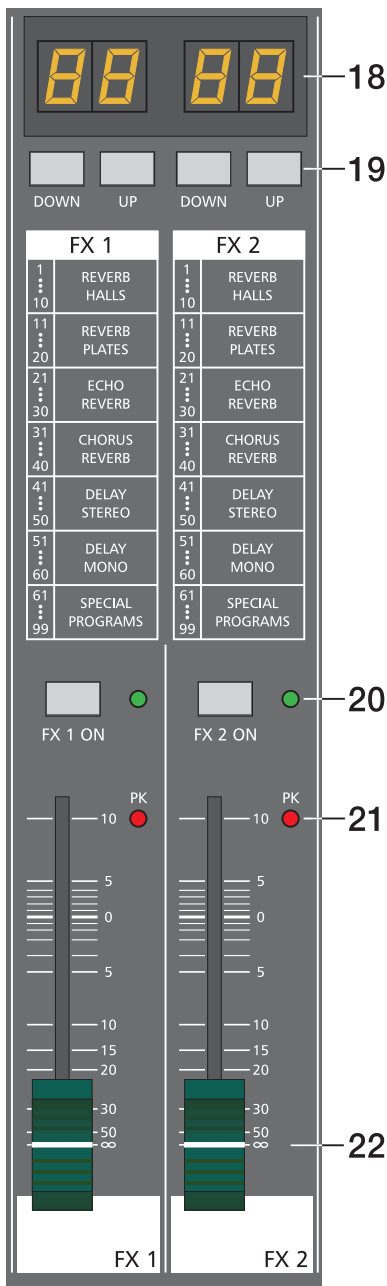 88 88
18
19
DOWN UP DOWN UP
FX 1 FX 2
1
10
REVERB
HALLS
1
10
REVERB
HALLS
11
20
REVERB
PLATES
11
20
REVERB
PLATES
21
30
ECHO
REVERB
21
30
ECHO
REVERB
31
40
CHORUS
REVERB
31
40
CHORUS
REVERB
41
50
DELAY
STEREO
41
50
DELAY
STEREO
51
60
DELAY
MONO
51
60
DELAY
MONO
61
99
SPECIAL
PROGRAMS
61
99
SPECIAL
PROGRAMS
20
FX 1 ON FX 2 ON
PK PK
10 10
21
5 5
0 0
5 5
10 10
15 15
20 20
30 30
50 50
∞ ∞
22
FX 1 FX 2